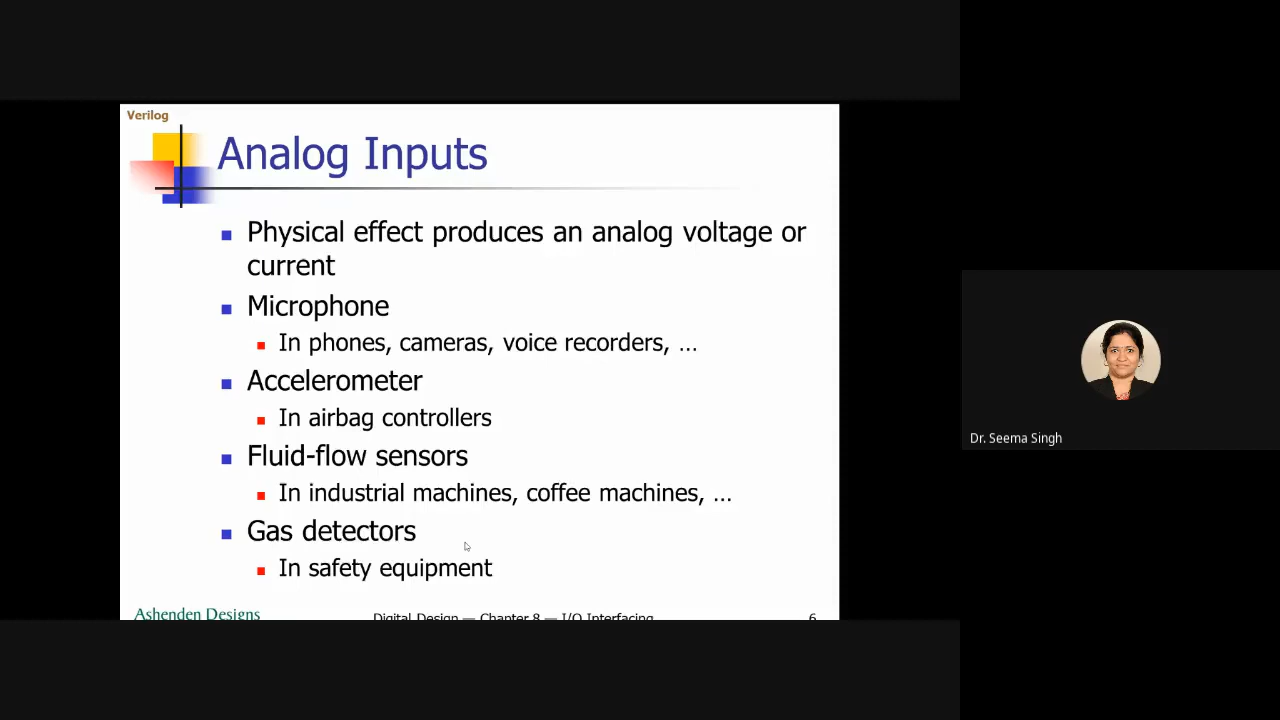 Verilog
Analog Inputs
Physical effect produces an analog voltage or
current
Microphone
In phones, cameras, voice recorders, ...
Accelerometer
In airbag controllers
Fluid-flow sensors
In industrial machines, coffee machines, ...
Gas detectors
In safety equipment
Ashenden Designs
Digital Design — Chapter 8 — I/O Interfacing
6
Dr. Seema Singh